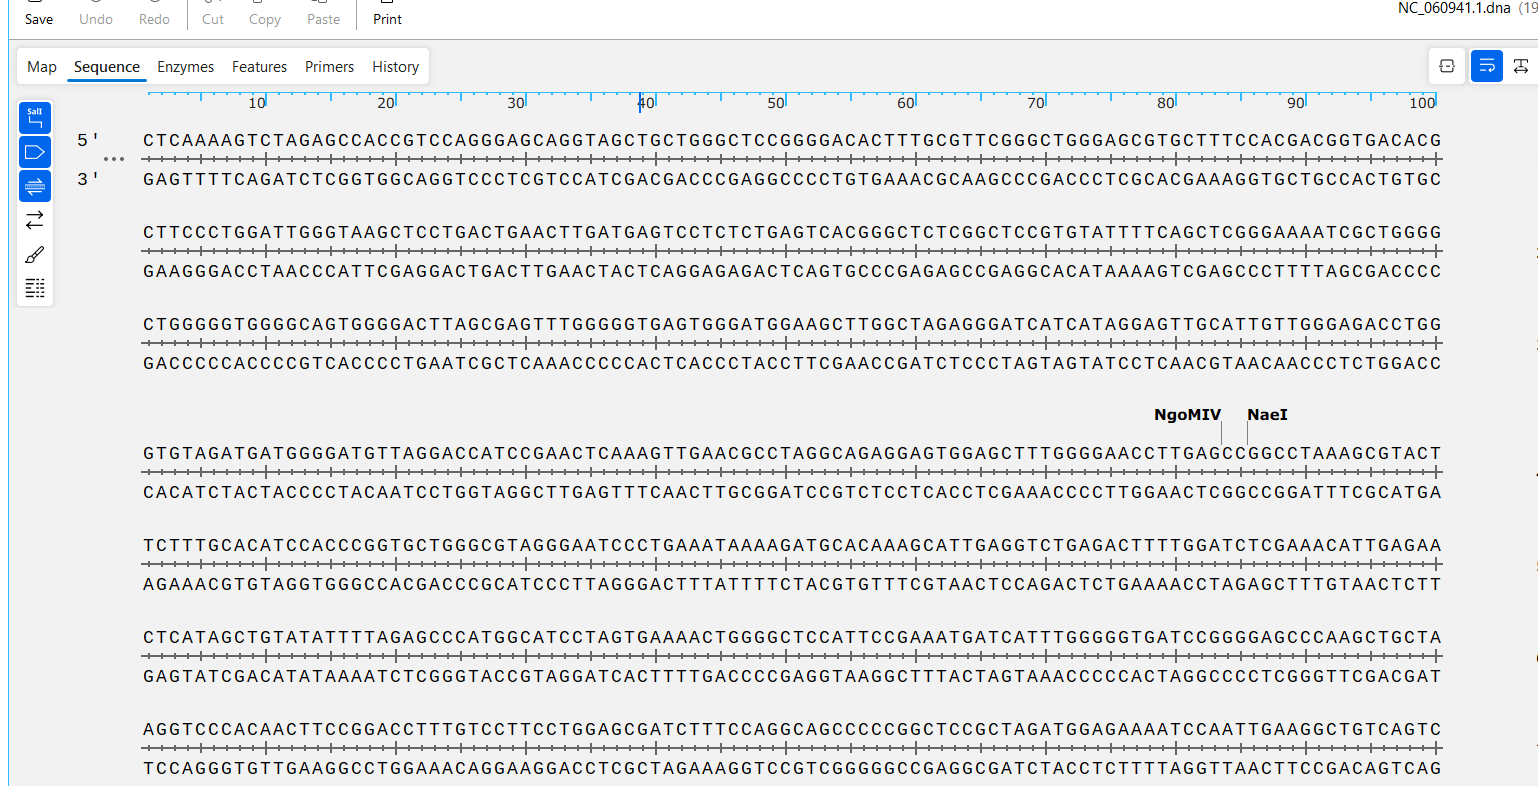 Save Undo Redo Cut Copy Paste Print
NC_060941.1.dna (19
Map Sequence Enzymes Features Primers History
SalI
10 20 30 40 50 60 70 80 90 100
5' CTCAAAAGTCTAGAGCCACCGTCCAGGGAGCAGGTAGCTGCTGGGCTCCGGGGACACTTTGCGTTCGGGCTGGGAGCGTGCTTTCCACGACGGTGACACG
3' GAGTTTTCAGATCTCGGTGGCAGGTCCCTCGTCCATCGACGACCCGAGGCCCCTGTGAAACGCAAGCCCGACCCTCGCACGAAAGGTGCTGCCACTGTGC
CTTCCCTGGATTGGGTAAGCTCCTGACTGAACTTGATGAGTCCTCTCTGAGTCACGGGCTCTCGGCTCCGTGTATTTTCAGCTCGGGAAAATCGCTGGGG
GAAGGGACCTAACCCATTCGAGGACTGACTTGAACTACTCAGGAGAGACTCAGTGCCCGAGAGCCGAGGCACATAAAAGTCGAGCCCTTTTAGCGACCCC
CTGGGGGTGGGGCAGTGGGGACTTAGCGAGTTTGGGGGTGAGTGGGATGGAAGCTTGGCTAGAGGGATCATCATAGGAGTTGCATTGTTGGGAGACCTGG
GACCCCCACCCCGTCACCCCTGAATCGCTCAAACCCCCACTCACCCTACCTTCGAACCGATCTCCCTAGTAGTATCCTCAACGTAACAACCCTCTGGACC
NgoMIV NaeI
GTGTAGATGATGGGGATGTTAGGACCATCCGAACTCAAAGTTGAACGCCTAGGCAGAGGAGTGGAGCTTTGGGGAACCTTGAGCCGGCCTAAAGCGTACT
CACATCTACTACCCCTACAATCCTGGTAGGCTTGAGTTTCAACTTGCGGATCCGTCTCCTCACCTCGAAACCCCTTGGAACTCGGCCGGATTTCGCATGA
TCTTTGCACATCCACCCGGTGCTGGGCGTAGGGAATCCCTGAAATAAAAGATGCACAAAGCATTGAGGTCTGAGACTTTTGGATCTCGAAACATTGAGAA
AGAAACGTGTAGGTGGGCCACGACCCGCATCCCTTAGGGACTTTATTTTCTACGTGTTTCGTAACTCCAGACTCTGAAAACCTAGAGCTTTGTAACTCTT
CTCATAGCTGTATATTTTAGAGCCCATGGCATCCTAGTGAAAACTGGGGCTCCATTCCGAAATGATCATTTGGGGGTGATCCGGGGAGCCCAAGCTGCTA
GAGTATCGACATATAAAATCTCGGGTACCGTAGGATCACTTTTGACCCCGAGGTAAGGCTTTACTAGTAAACCCCCACTAGGCCCCTCGGGTTCGACGAT
AGGTCCCACAACTTCCGGACCTTTGTCCTTCCTGGAGCGATCTTTCCAGGCAGCCCCCGGCTCCGCTAGATGGAGAAAATCCAATTGAAGGCTGTCAGTC
TCCAGGGTGTTGAAGGCCTGGAAACAGGAAGGACCTCGCTAGAAAGGTCCGTCGGGGGCCGAGGCGATCTACCTCTTTTAGGTTAACTTCCGACAGTCAG